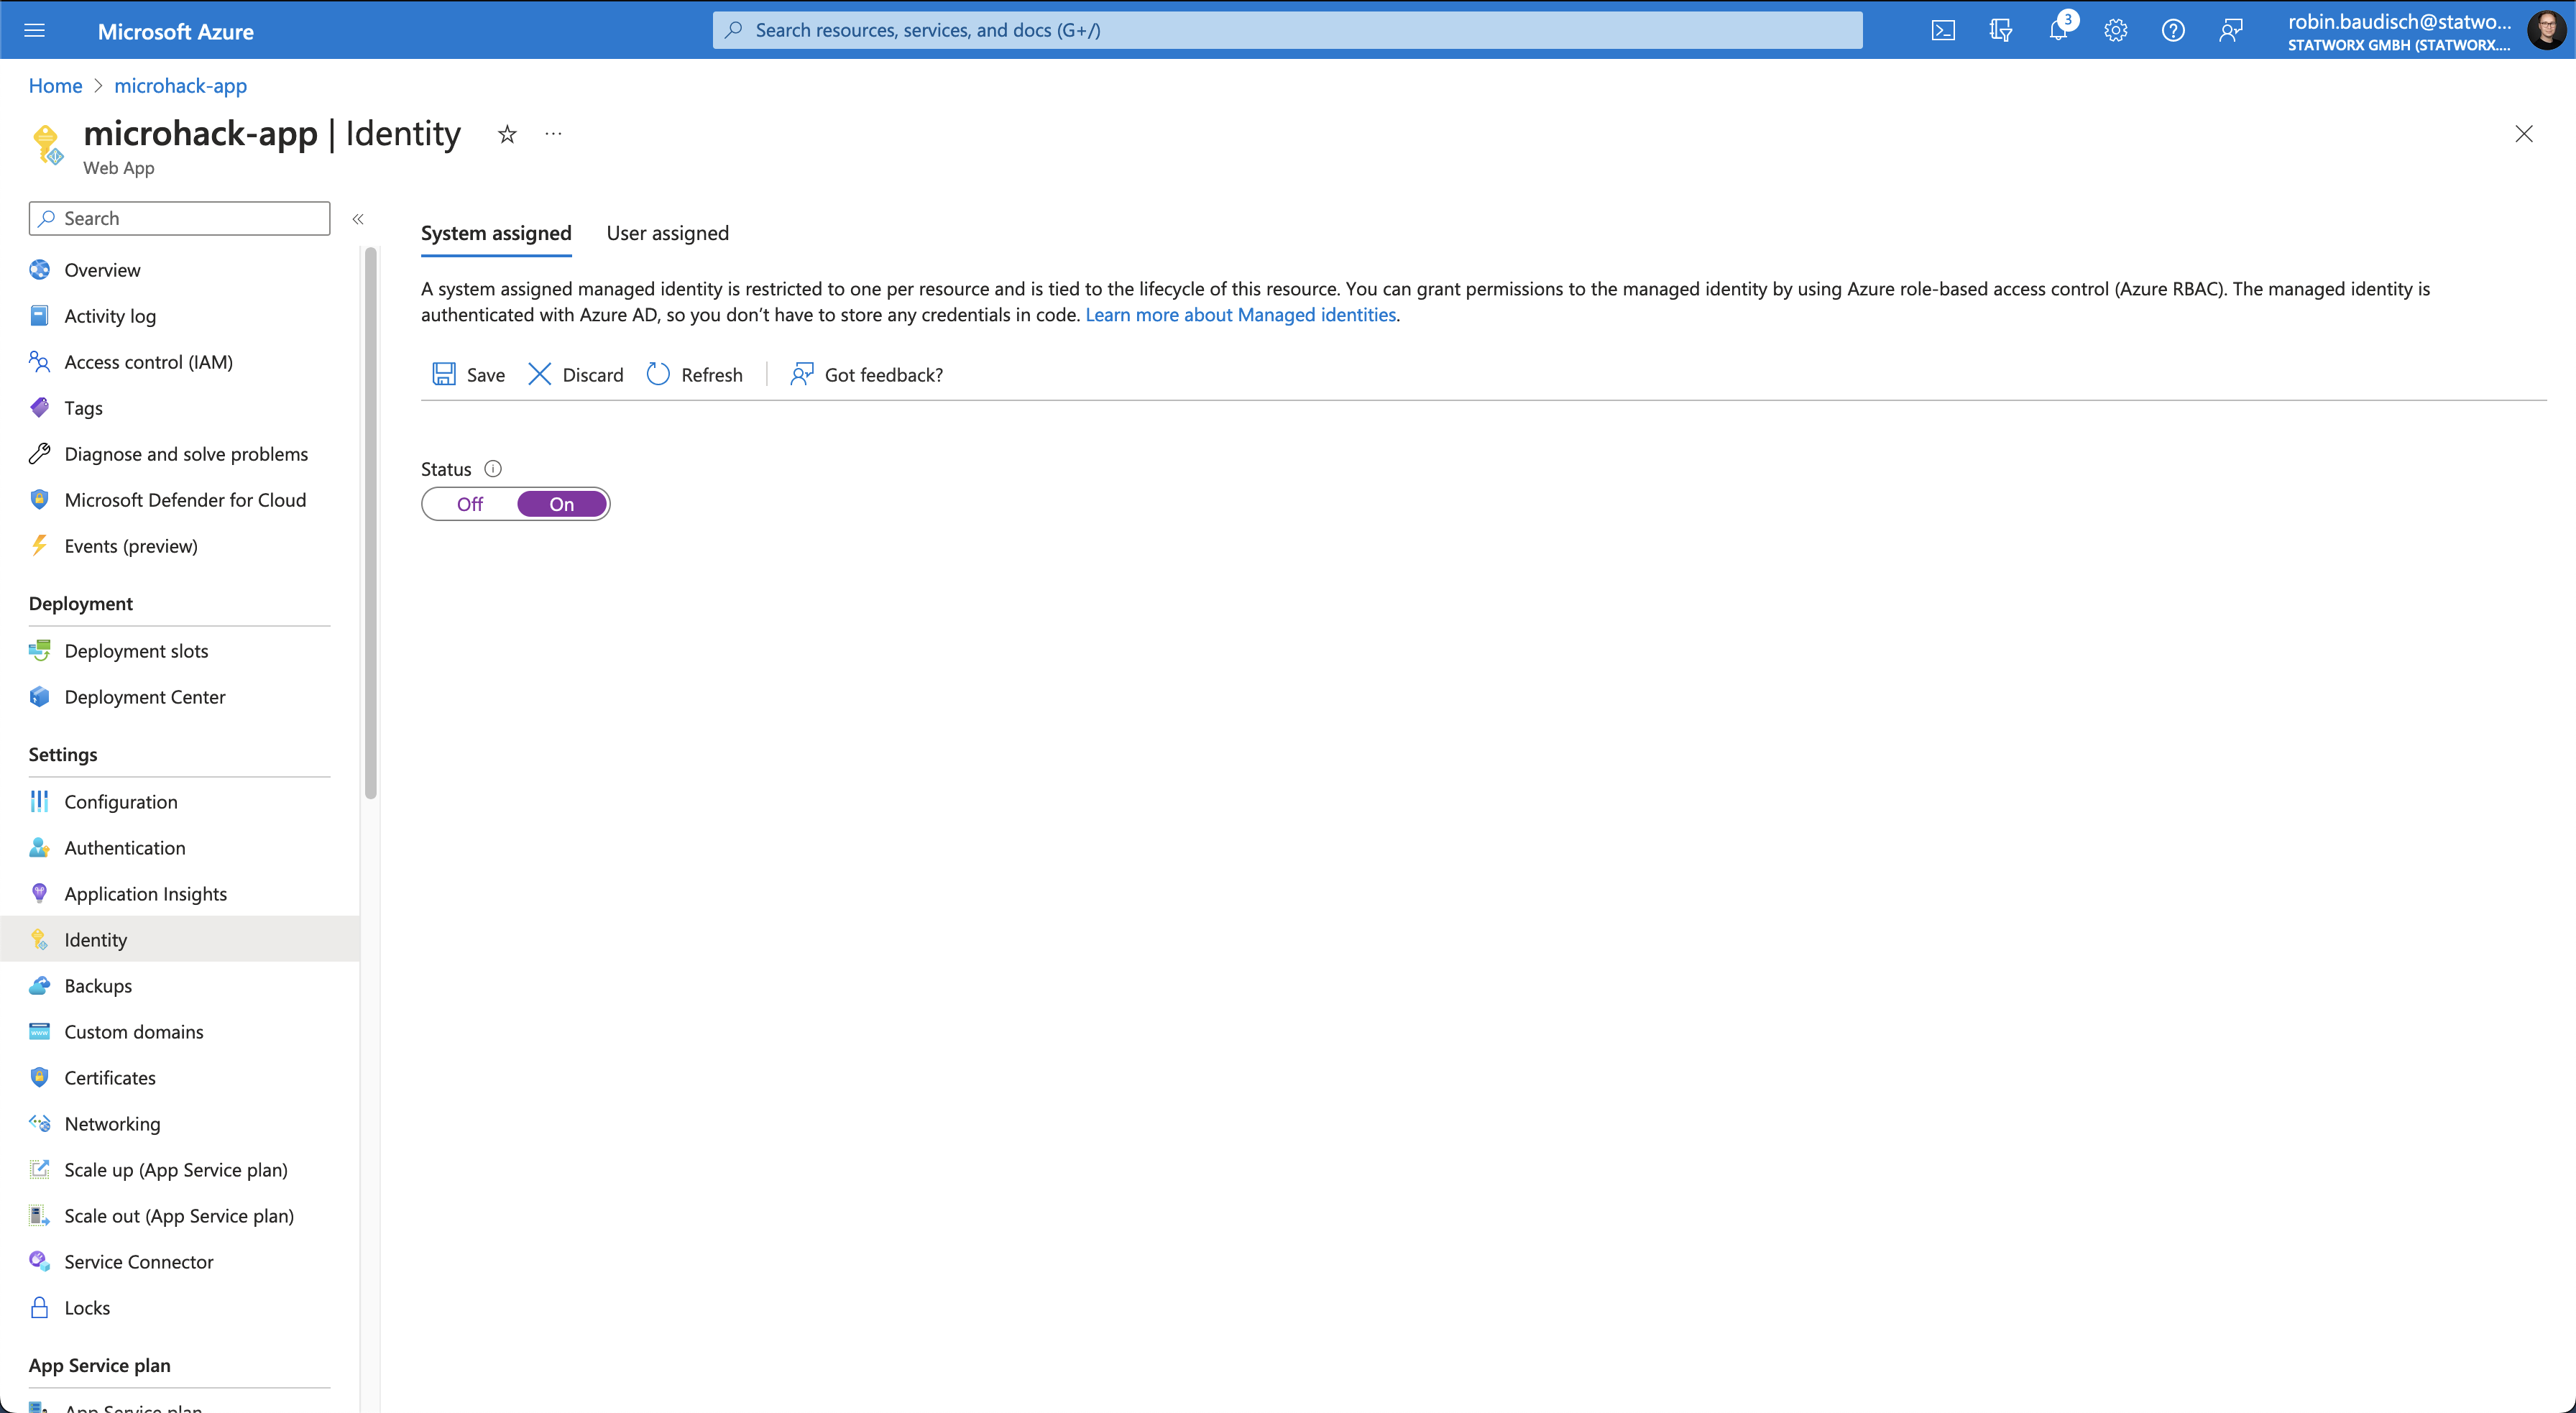 Microsoft Azure
Search resources, services, and docs (G+/)
3
robin.baudisch@statwo...
STATWORX GMBH (STATWORX....
Home > microhack-app
microhack-app | Identity
Web App
Search
Overview
Activity log
Access control (IAM)
Tags
Diagnose and solve problems
Microsoft Defender for Cloud
Events (preview)
Deployment
Deployment slots
Deployment Center
Settings
Configuration
Authentication
Application Insights
Identity
Backups
Custom domains
Certificates
Networking
Scale up (App Service plan)
Scale out (App Service plan)
Service Connector
Locks
App Service plan
App Service plan
System assigned
User assigned
A system assigned managed identity is restricted to one per resource and is tied to the lifecycle of this resource. You can grant permissions to the managed identity by using Azure role-based access control (Azure RBAC). The managed identity is
authenticated with Azure AD, so you don’t have to store any credentials in code. Learn more about Managed identities.
Save
Discard
Refresh
Got feedback?
Status
Off
On